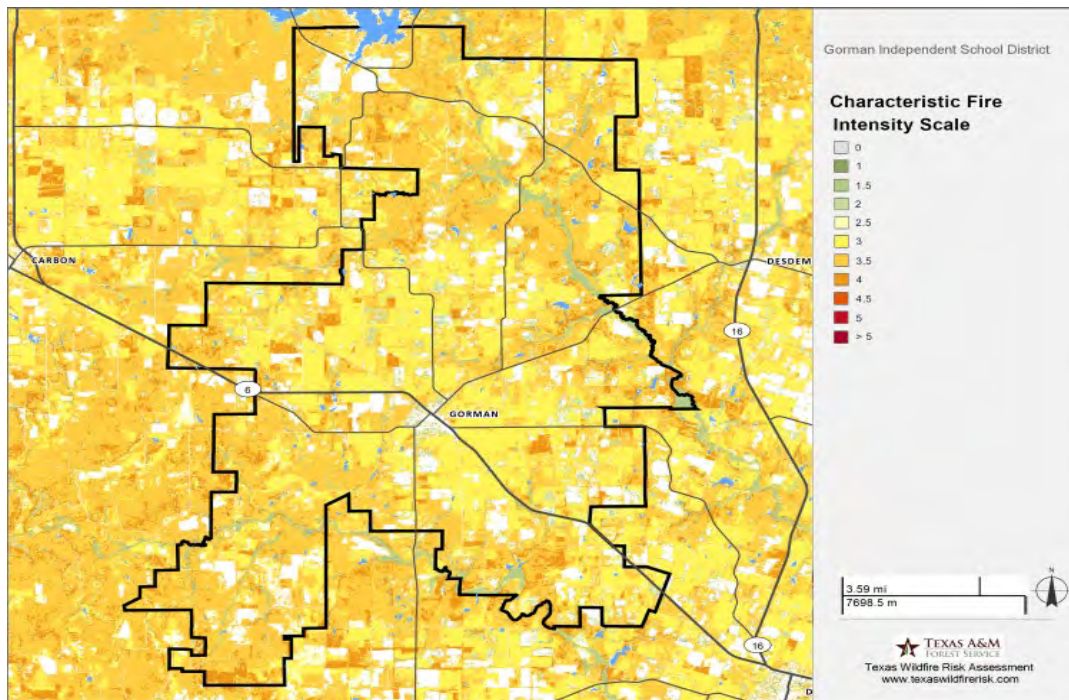 Gorman Independent School District
Characteristic Fire
Intensity Scale
0
1
1.5
2
2.5
3
3.5
4
4.5
5
> 5
CARBON
DESDEM
16
6
GORMAN
16
D
N
3.59 mi
7698.5 m
TEXAS A&M
FOREST SERVICE
Texas Wildfire Risk Assessment
www.texaswildfirerisk.com